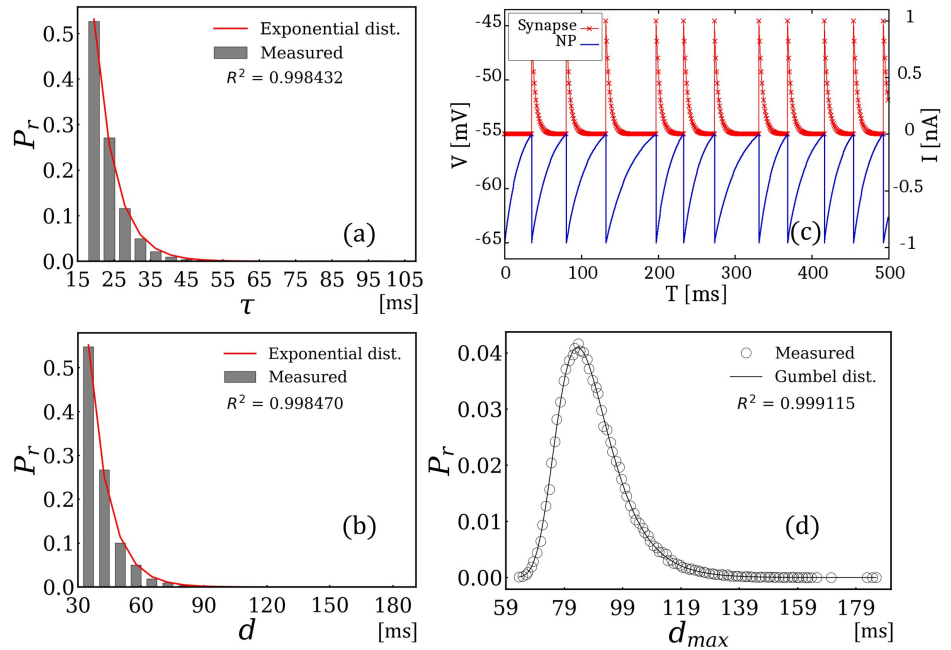 0.5
0.4
0.3
0.2
0.1
0.0
P_r
Exponential dist.
Measured
R² = 0.998432
(a)
15 25 35 45 55 65 75 85 95 105
τ
[ms]
-45
-50
-55
-60
-65
V [mV]
Synapse
NP
1
0.5
0
-0.5
-1
I [nA]
(c)
0 100 200 300 400 500
T [ms]
0.5
0.4
0.3
0.2
0.1
0.0
P_r
Exponential dist.
Measured
R² = 0.998470
(b)
30 60 90 120 150 180
d
[ms]
0.04
0.03
0.02
0.01
0.00
P_r
Measured
Gumbel dist.
R² = 0.999115
(d)
59 79 99 119 139 159 179
d_max
[ms]